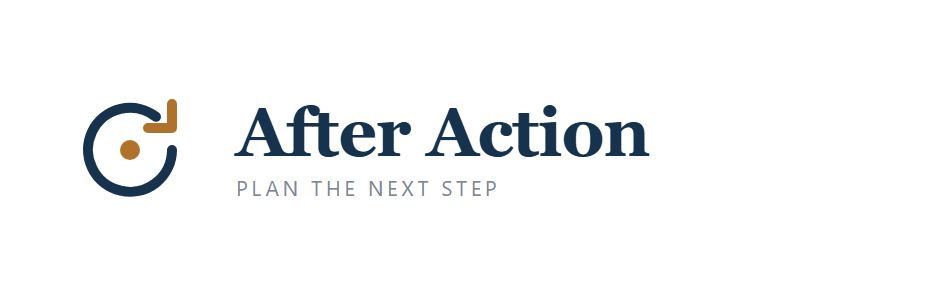 After Action
PLAN THE NEXT STEP